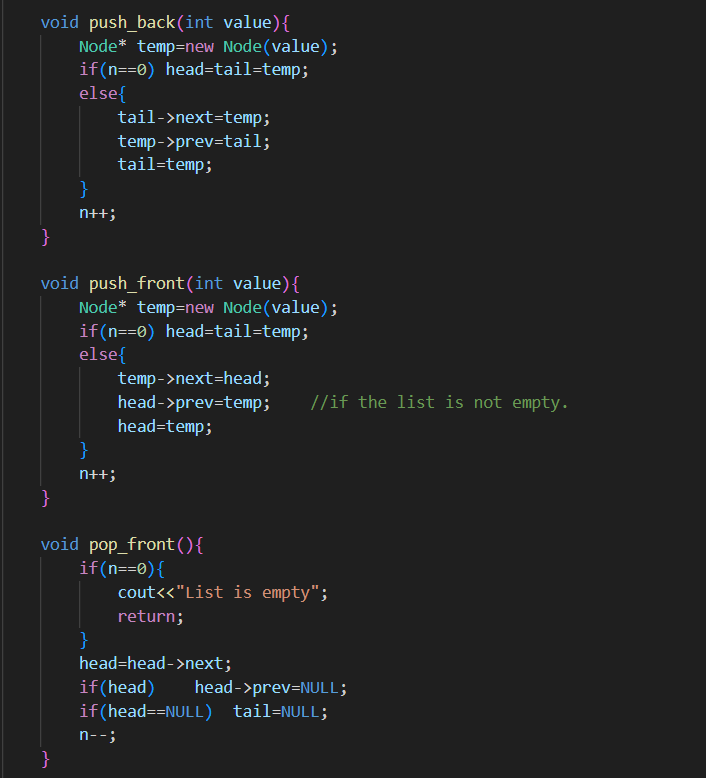 void push_back(int value){
    Node* temp=new Node(value);
    if(n==0) head=tail=temp;
    else{
        tail->next=temp;
        temp->prev=tail;
        tail=temp;
    }
    n++;
}

void push_front(int value){
    Node* temp=new Node(value);
    if(n==0) head=tail=temp;
    else{
        temp->next=head;
        head->prev=temp;    //if the list is not empty.
        head=temp;
    }
    n++;
}

void pop_front(){
    if(n==0){
        cout<<"List is empty";
        return;
    }
    head=head->next;
    if(head)    head->prev=NULL;
    if(head==NULL)  tail=NULL;
    n--;
}